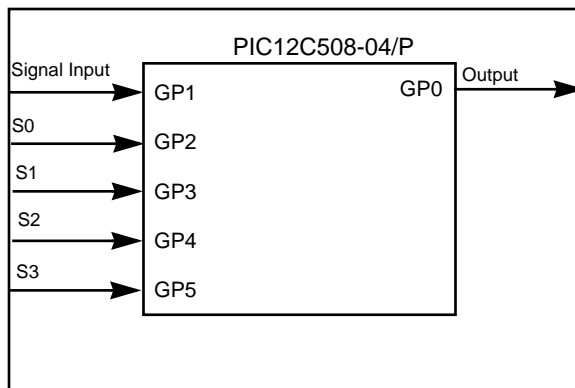 PIC12C508-04/P
Signal Input
GP1
GP0
Output
S0
GP2
S1
GP3
S2
GP4
S3
GP5